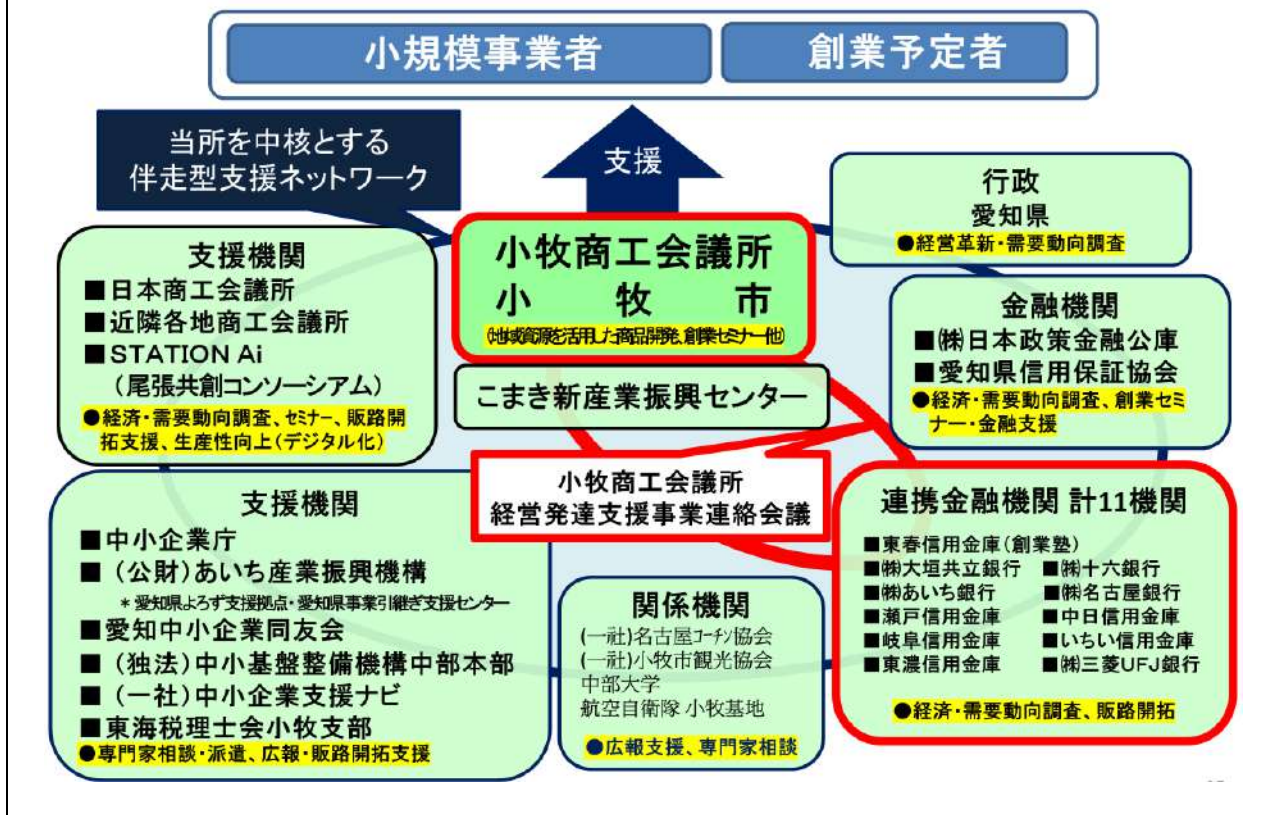 小規模事業者
創業予定者
当所を中核とする
伴走型支援ネットワーク
支援
行政
愛知県
●経営革新・需要動向調査
支援機関
■日本商工会議所
■近隣各地商工会議所
■STATION Ai
（尾張共創コンソーシアム）
●経済・需要動向調査、セミナー、販路開
拓支援、生産性向上（デジタル化）
小牧商工会議所
小牧市
（地域資源を活用した商品開発、創業セミナー他）
こまき新産業振興センター
小牧商工会議所
経営発達支援事業連絡会議
金融機関
■㈱日本政策金融公庫
■愛知県信用保証協会
●経済・需要動向調査、創業セミ
ナー・金融支援
支援機関
■中小企業庁
■（公財）あいち産業振興機構
＊愛知県よろず支援拠点・愛知県事業引継ぎ支援センター
■愛知中小企業同友会
■（独法）中小基盤整備機構中部本部
■（一社）中小企業支援ナビ
■東海税理士会小牧支部
●専門家相談・派遣、広報・販路開拓支援
関係機関
(一社)名古屋ｺｰﾁﾝ協会
(一社)小牧市観光協会
中部大学
航空自衛隊 小牧基地
●広報支援、専門家相談
連携金融機関 計11機関
■東春信用金庫（創業塾）
■㈱大垣共立銀行 ■㈱十六銀行
■㈱あいち銀行 ■㈱名古屋銀行
■瀬戸信用金庫 ■中日信用金庫
■岐阜信用金庫 ■いちい信用金庫
■東濃信用金庫 ■㈱三菱UFJ銀行
●経済・需要動向調査、販路開拓